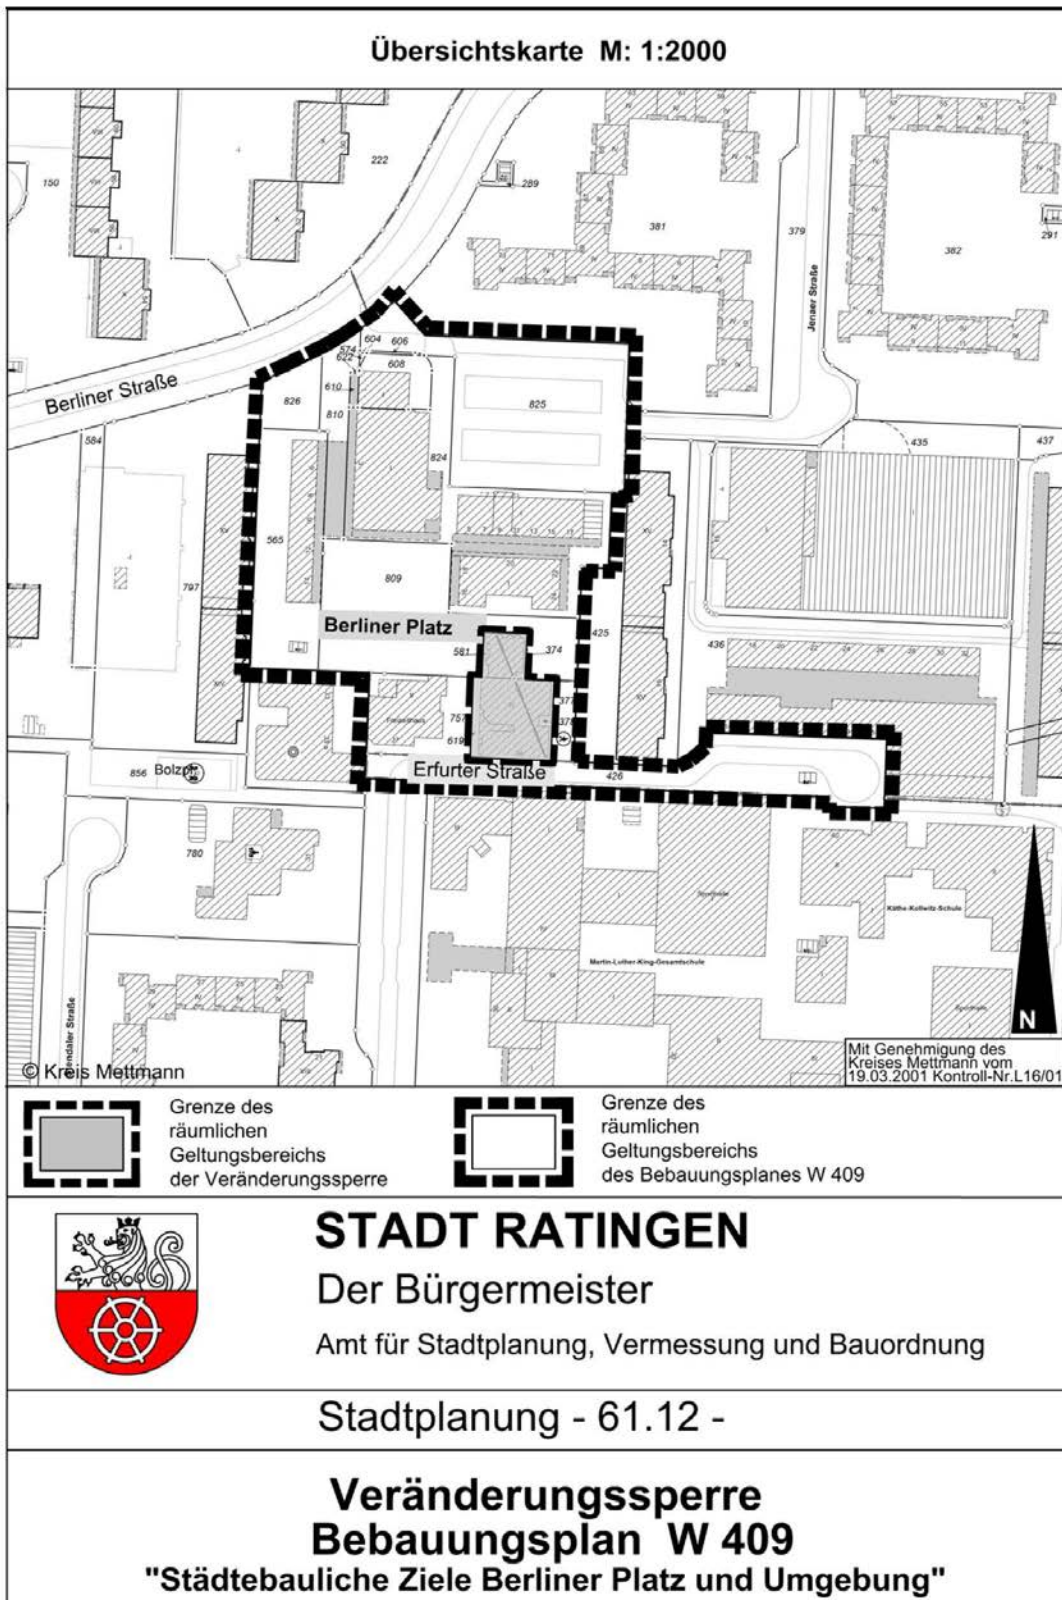 Übersichtskarte M: 1:2000
150
222
289
381
379
382
291
Jenaer Straße
Berliner Straße
604
606
574
622
608
610
826
810
825
824
584
435
437
565
797
809
Berliner Platz
581
374
425
436
377
757
378
619
Erfurter Straße
426
856
Bolzpl
780
Sporthalle
Käthe-Kollwitz-Schule
Martin-Luther-King-Gesamtschule
Sporthalle
N
© Kreis Mettmann
Mit Genehmigung des
Kreises Mettmann vom
19.03.2001 Kontroll-Nr.L16/01
Grenze des
räumlichen
Geltungsbereichs
der Veränderungssperre
Grenze des
räumlichen
Geltungsbereichs
des Bebauungsplanes W 409
STADT RATINGEN
Der Bürgermeister
Amt für Stadtplanung, Vermessung und Bauordnung
Stadtplanung - 61.12 -
Veränderungssperre
Bebauungsplan W 409
"Städtebauliche Ziele Berliner Platz und Umgebung"